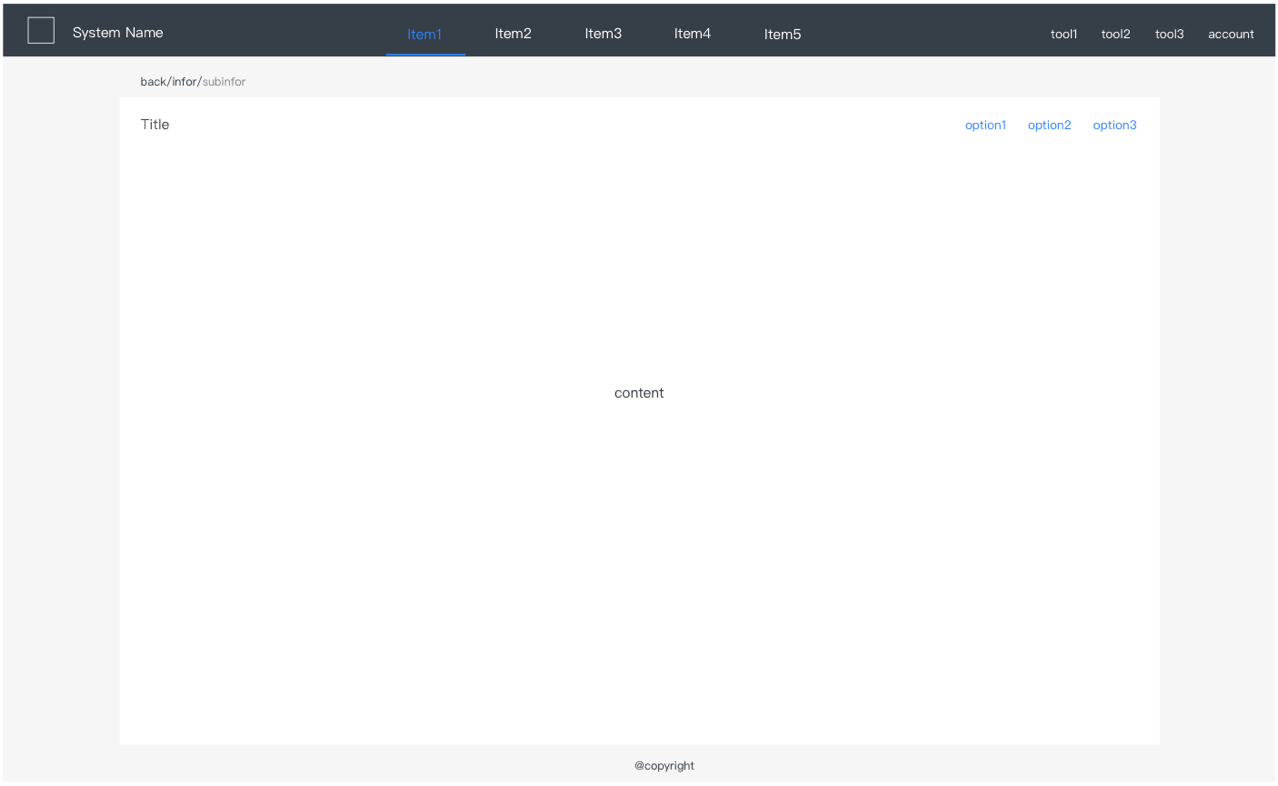 System Name Item1 Item2 Item3 Item4 Item5 tool1 tool2 tool3 account
back/infor/subinfor
Title option1 option2 option3
content
@copyright